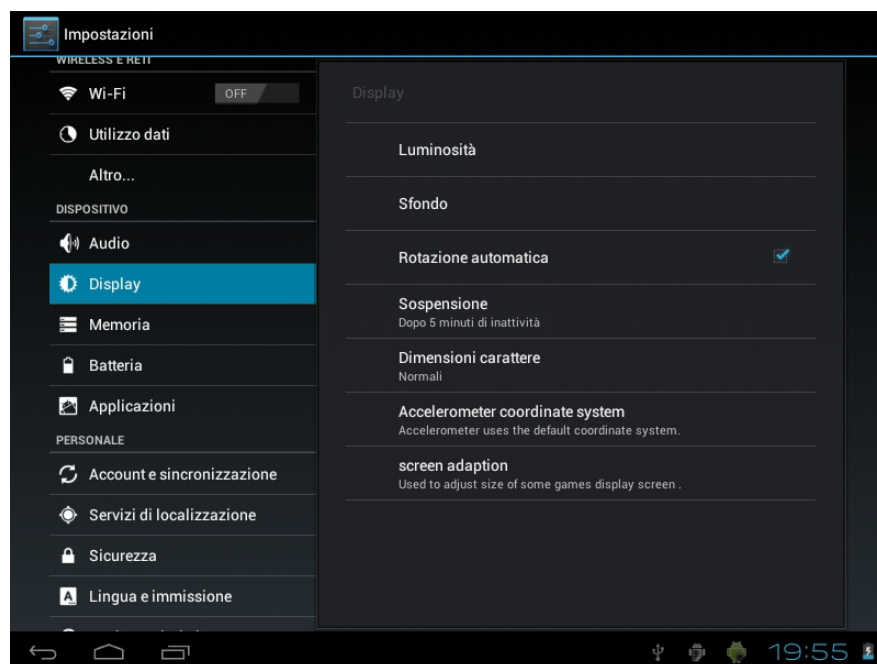 Impostazioni
WIRELESS E RETI
Wi-Fi
OFF
Utilizzo dati
Altro...
DISPOSITIVO
Audio
Display
Memoria
Batteria
Applicazioni
PERSONALE
Account e sincronizzazione
Servizi di localizzazione
Sicurezza
Lingua e immissione
Display
Luminosità
Sfondo
Rotazione automatica
Sospensione
Dopo 5 minuti di inattività
Dimensioni carattere
Normali
Accelerometer coordinate system
Accelerometer uses the default coordinate system.
screen adaption
Used to adjust size of some games display screen .
19:55